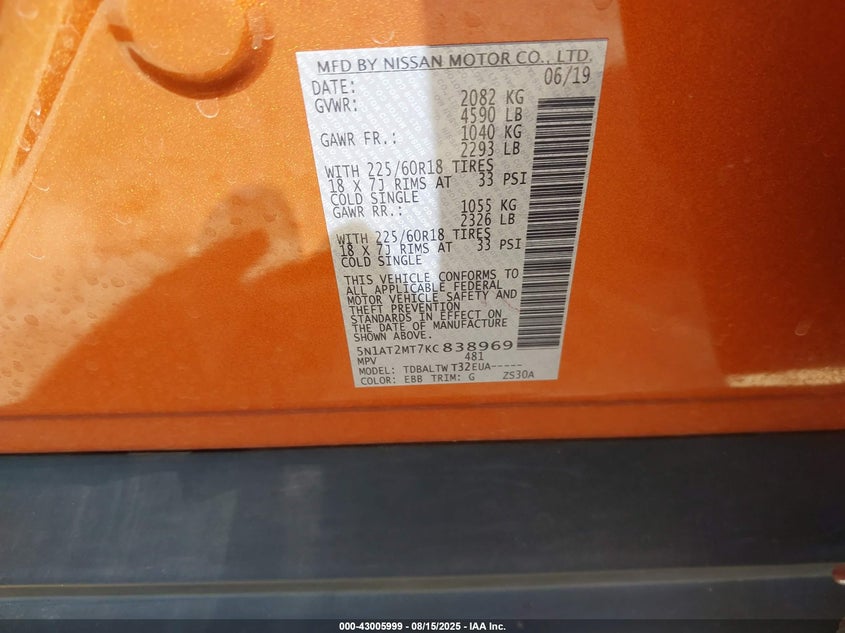 MFD BY NISSAN MOTOR CO., LTD.
DATE: 06/19
GVWR: 2082 KG
4590 LB
GAWR FR.: 1040 KG
2293 LB
WITH 225/60R18 TIRES
18 X 7J RIMS AT 33 PSI
COLD SINGLE
GAWR RR.: 1055 KG
2326 LB
WITH 225/60R18 TIRES
18 X 7J RIMS AT 33 PSI
COLD SINGLE
THIS VEHICLE CONFORMS TO
ALL APPLICABLE FEDERAL
MOTOR VEHICLE SAFETY AND
THEFT PREVENTION
STANDARDS IN EFFECT ON
THE DATE OF MANUFACTURE
SHOWN ABOVE.
5N1AT2MT7KC838969
MPV 481
MODEL: TDBALTW T32EUA-----
COLOR: EBB TRIM: G ZS30A
000-43005999 - 08/15/2025 - IAA Inc.